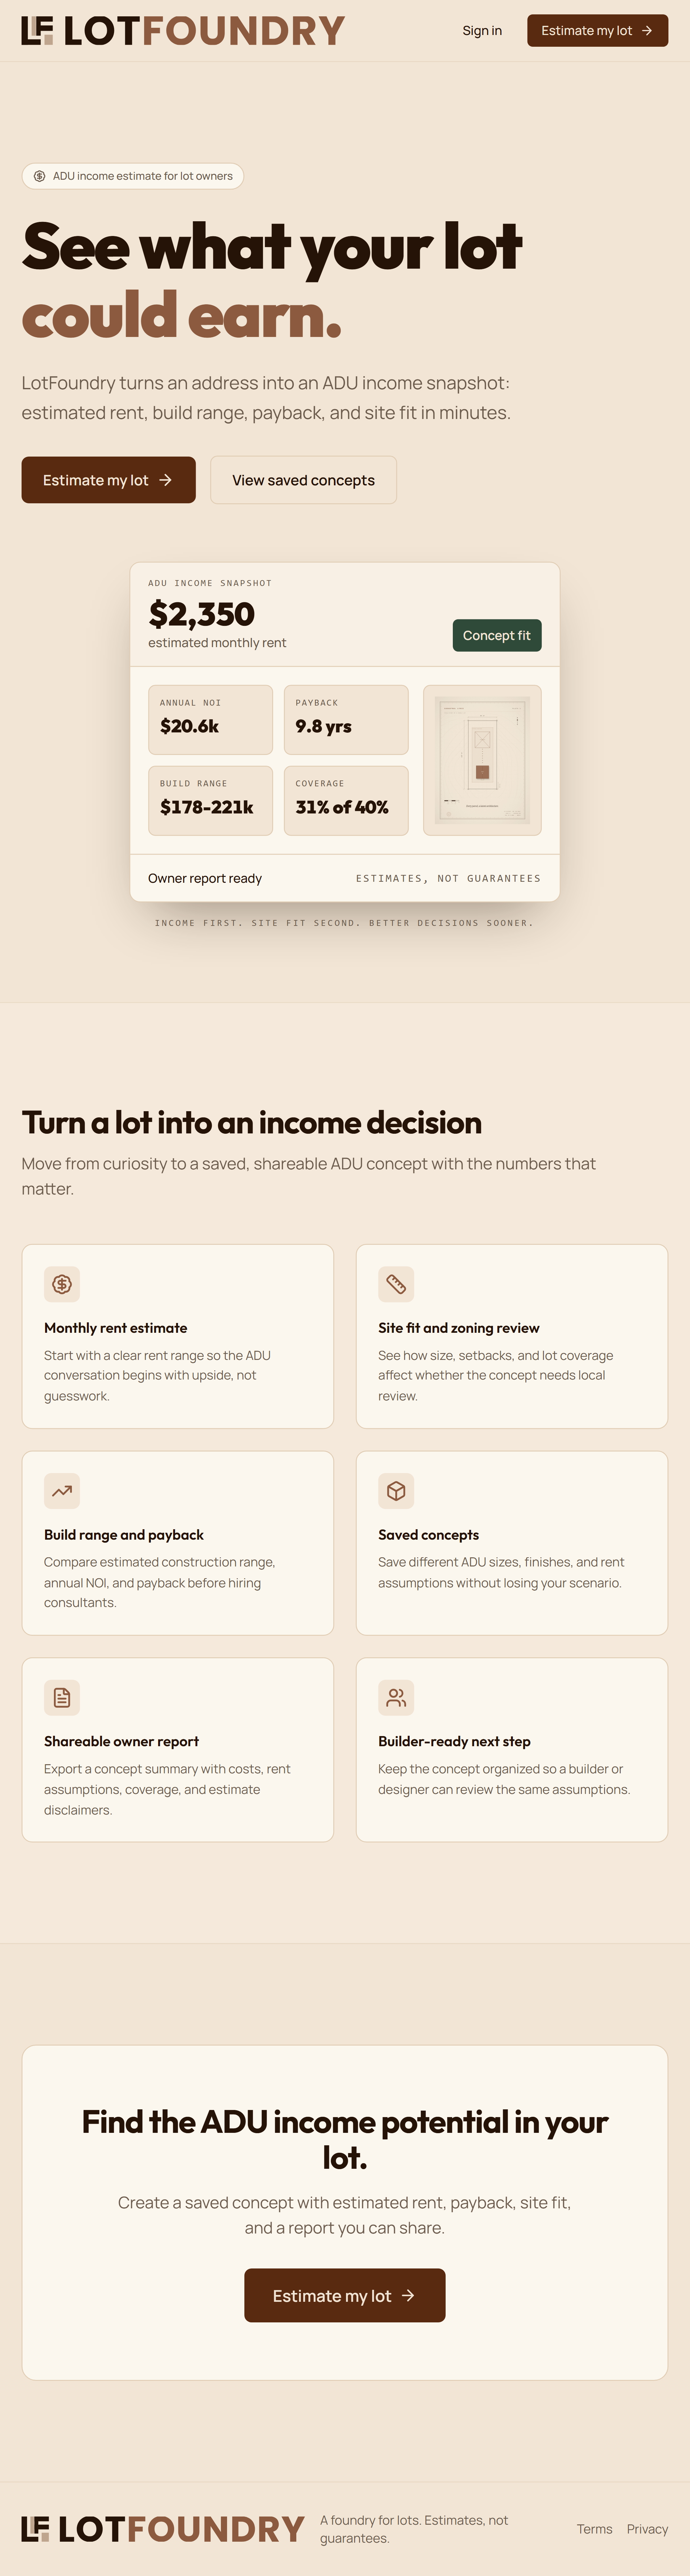 LOTFOUNDRY
Sign in
Estimate my lot
ADU income estimate for lot owners
See what your lot
could earn.
LotFoundry turns an address into an ADU income snapshot:
estimated rent, build range, payback, and site fit in minutes.
Estimate my lot
View saved concepts
ADU INCOME SNAPSHOT
$2,350
estimated monthly rent
Concept fit
ANNUAL NOI
$20.6k
PAYBACK
9.8 yrs
BUILD RANGE
$178-221k
COVERAGE
31% of 40%
Owner report ready
ESTIMATES, NOT GUARANTEES
INCOME FIRST. SITE FIT SECOND. BETTER DECISIONS SOONER.
Turn a lot into an income decision
Move from curiosity to a saved, shareable ADU concept with the numbers that
matter.
Monthly rent estimate
Start with a clear rent range so the ADU
conversation begins with upside, not
guesswork.
Site fit and zoning review
See how size, setbacks, and lot coverage
affect whether the concept needs local
review.
Build range and payback
Compare estimated construction range,
annual NOI, and payback before hiring
consultants.
Saved concepts
Save different ADU sizes, finishes, and rent
assumptions without losing your scenario.
Shareable owner report
Export a concept summary with costs, rent
assumptions, coverage, and estimate
disclaimers.
Builder-ready next step
Keep the concept organized so a builder or
designer can review the same assumptions.
Find the ADU income potential in your
lot.
Create a saved concept with estimated rent, payback, site fit,
and a report you can share.
Estimate my lot
LOTFOUNDRY
A foundry for lots. Estimates, not
guarantees.
Terms
Privacy